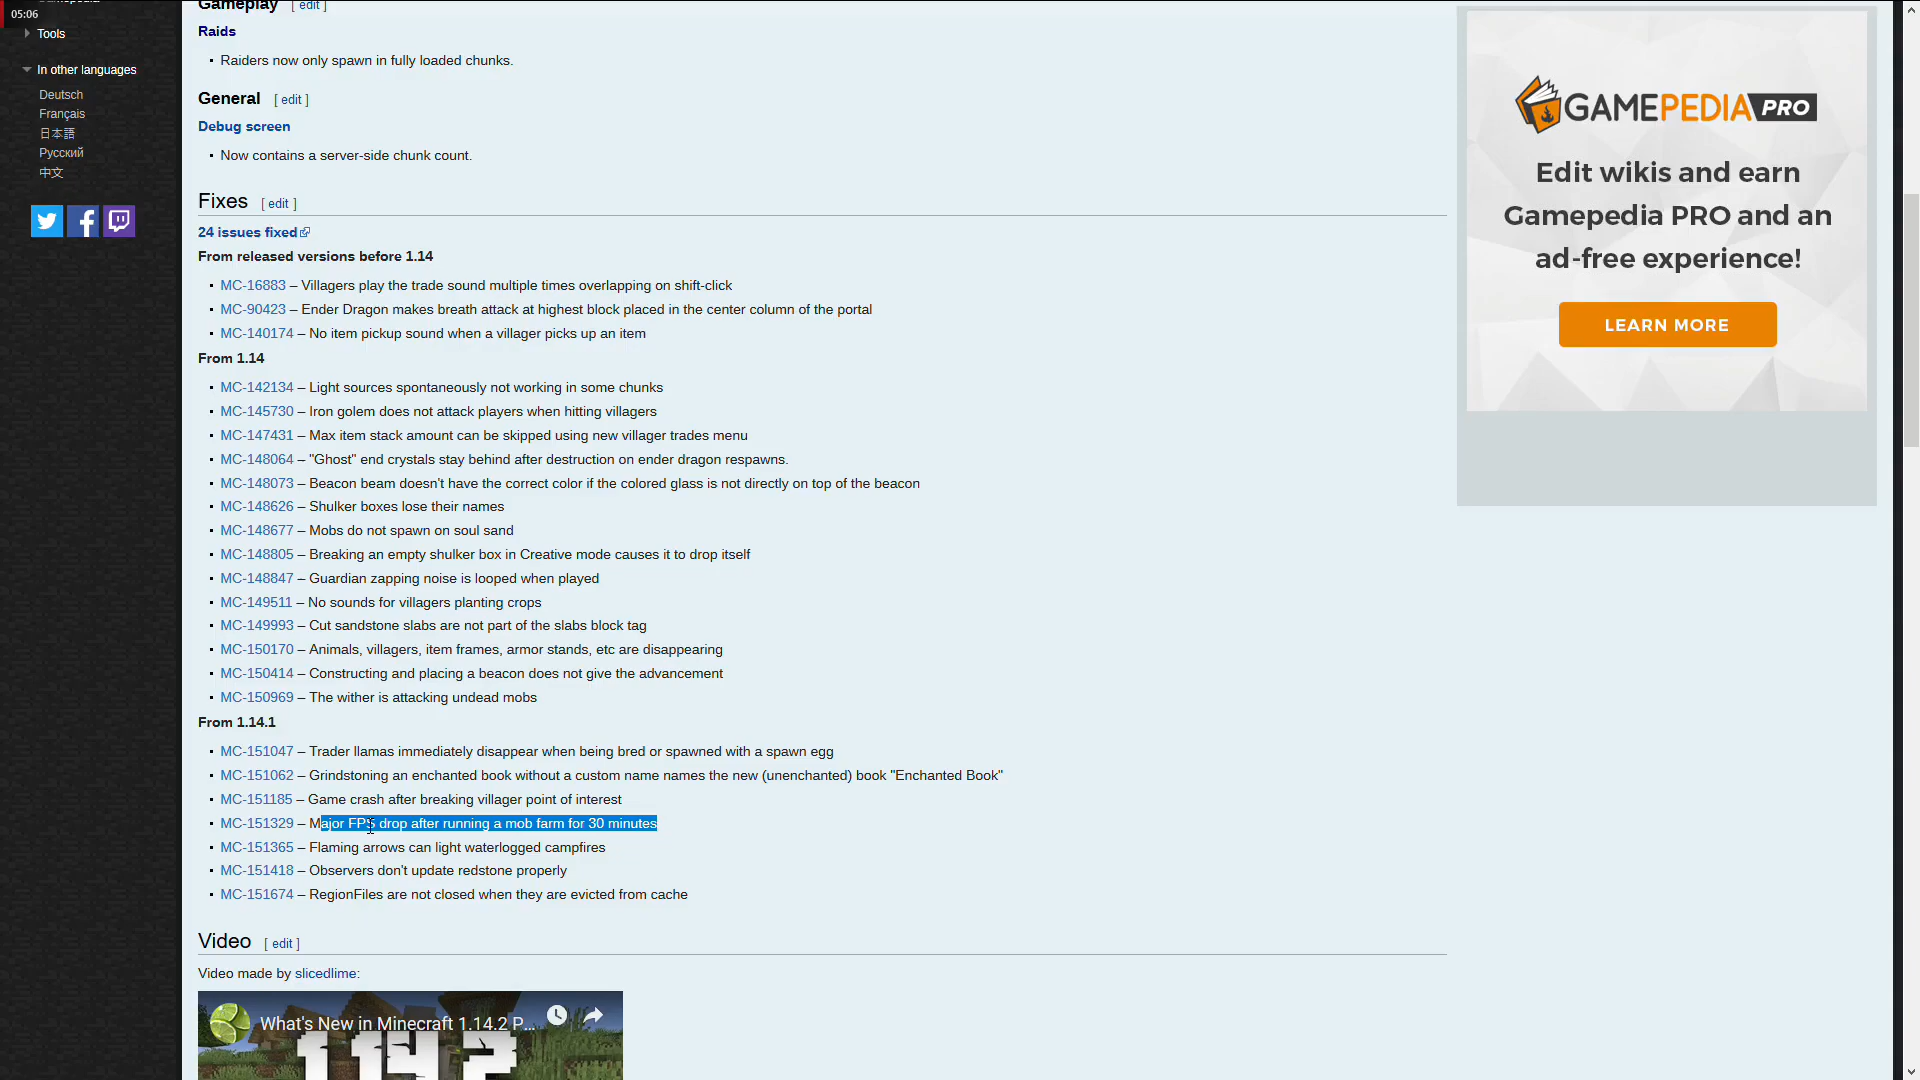 05:06
Tools
In other languages
Deutsch
Français
日本語
Русский
中文
Gameplay [ edit ]
Raids
Raiders now only spawn in fully loaded chunks.
General [ edit ]
Debug screen
Now contains a server-side chunk count.
Fixes [ edit ]
24 issues fixed
From released versions before 1.14
MC-16883 – Villagers play the trade sound multiple times overlapping on shift-click
MC-90423 – Ender Dragon makes breath attack at highest block placed in the center column of the portal
MC-140174 – No item pickup sound when a villager picks up an item
From 1.14
MC-142134 – Light sources spontaneously not working in some chunks
MC-145730 – Iron golem does not attack players when hitting villagers
MC-147431 – Max item stack amount can be skipped using new villager trades menu
MC-148064 – "Ghost" end crystals stay behind after destruction on ender dragon respawns.
MC-148073 – Beacon beam doesn't have the correct color if the colored glass is not directly on top of the beacon
MC-148626 – Shulker boxes lose their names
MC-148677 – Mobs do not spawn on soul sand
MC-148805 – Breaking an empty shulker box in Creative mode causes it to drop itself
MC-148847 – Guardian zapping noise is looped when played
MC-149511 – No sounds for villagers planting crops
MC-149993 – Cut sandstone slabs are not part of the slabs block tag
MC-150170 – Animals, villagers, item frames, armor stands, etc are disappearing
MC-150414 – Constructing and placing a beacon does not give the advancement
MC-150969 – The wither is attacking undead mobs
From 1.14.1
MC-151047 – Trader llamas immediately disappear when being bred or spawned with a spawn egg
MC-151062 – Grindstoning an enchanted book without a custom name names the new (unenchanted) book "Enchanted Book"
MC-151185 – Game crash after breaking villager point of interest
MC-151329 – Major FPS drop after running a mob farm for 30 minutes
MC-151365 – Flaming arrows can light waterlogged campfires
MC-151418 – Observers don't update redstone properly
MC-151674 – RegionFiles are not closed when they are evicted from cache
Video [ edit ]
Video made by slicedlime:
What's New in Minecraft 1.14.2 P...
1.14.2
GAMEPEDIA PRO
Edit wikis and earn
Gamepedia PRO and an
ad-free experience!
LEARN MORE